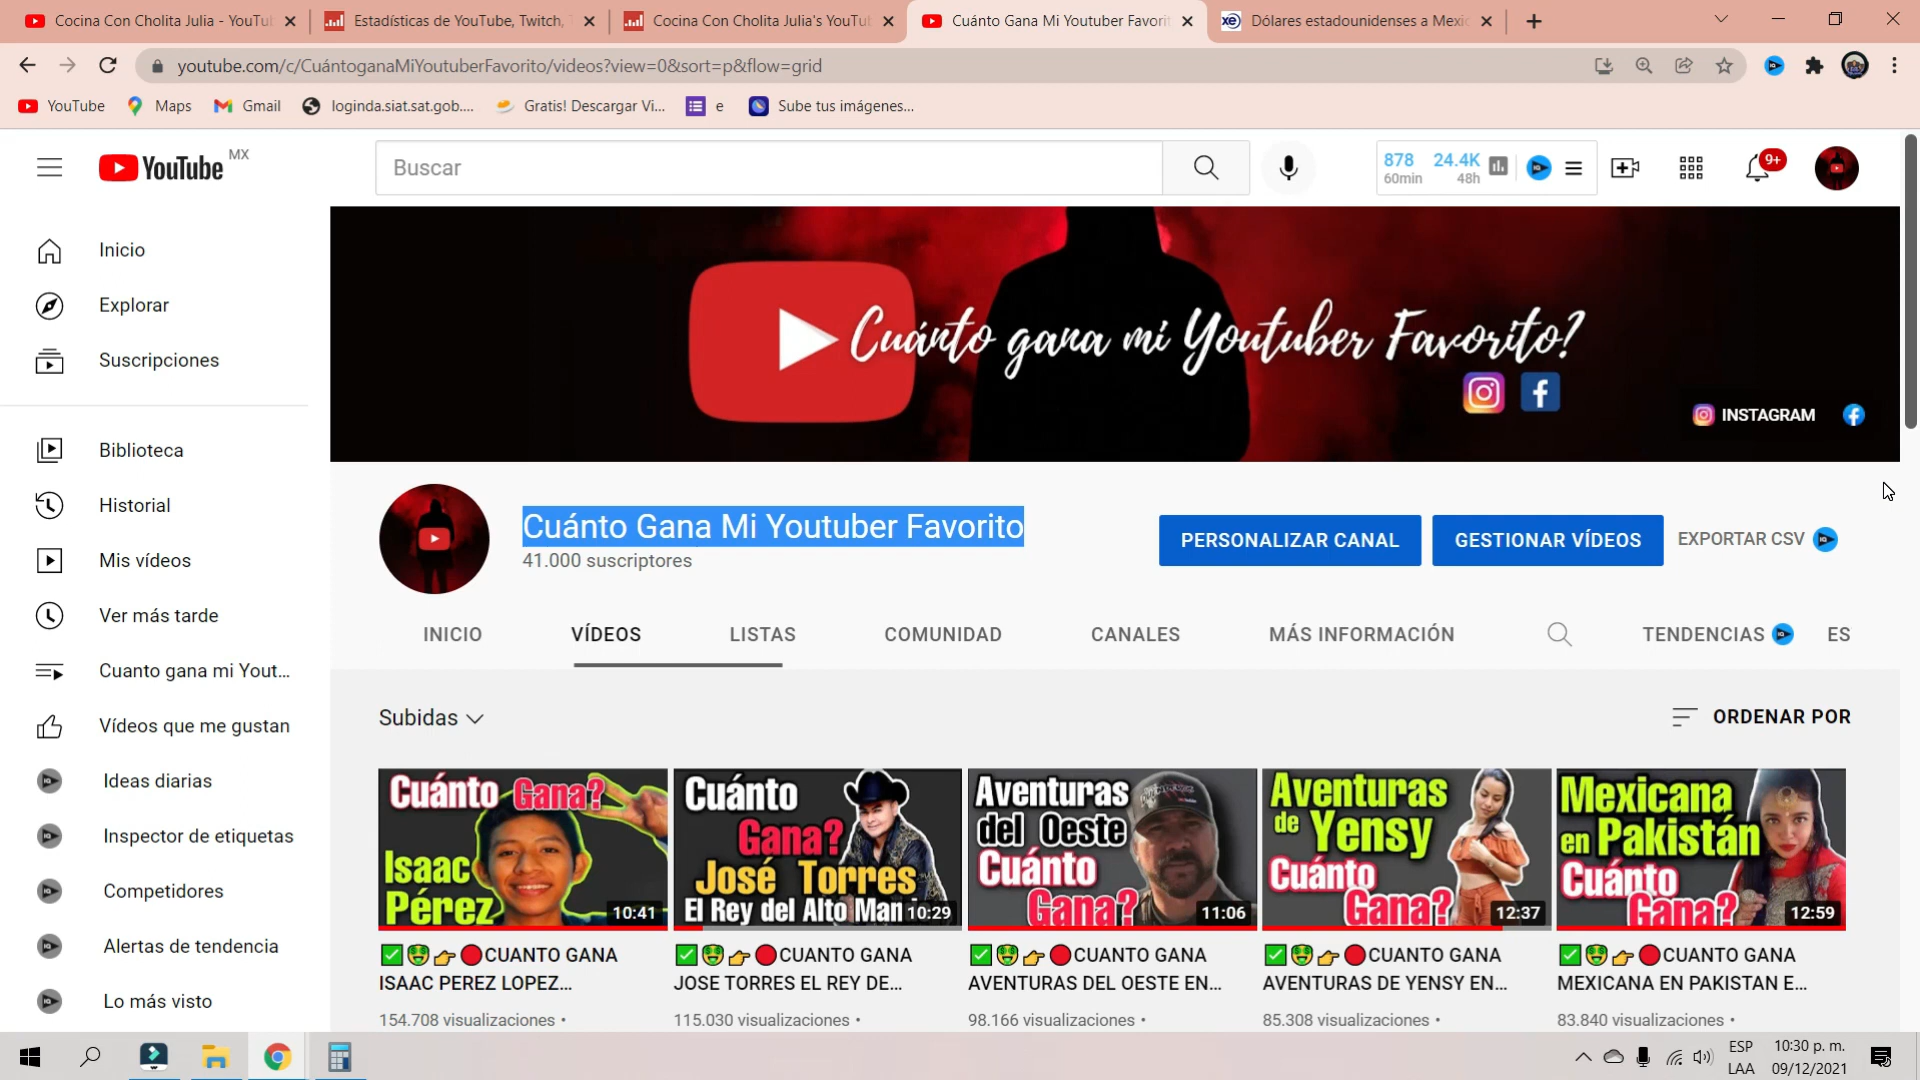 Cocina Con Cholita Julia - YouTu
Estadísticas de YouTube, Twitch,
Cocina Con Cholita Julia's YouTu
Cuánto Gana Mi Youtuber Favorit
Dólares estadounidenses a Mexic
youtube.com/c/CuántoganaMiYoutuberFavorito/videos?view=0&sort=p&flow=grid
YouTube
Maps
Gmail
loginda.siat.sat.gob....
Gratis! Descargar Vi...
e
Sube tus imágenes...
YouTube MX
Buscar
878
60min
24.4K
48h
9+
Inicio
Explorar
Suscripciones
Biblioteca
Historial
Mis vídeos
Ver más tarde
Cuanto gana mi Yout...
Vídeos que me gustan
Ideas diarias
Inspector de etiquetas
Competidores
Alertas de tendencia
Lo más visto
Cuánto gana mi Youtuber Favorito?
INSTAGRAM
Cuánto Gana Mi Youtuber Favorito
41.000 suscriptores
PERSONALIZAR CANAL
GESTIONAR VÍDEOS
EXPORTAR CSV
INICIO
VÍDEOS
LISTAS
COMUNIDAD
CANALES
MÁS INFORMACIÓN
TENDENCIAS
ES
Subidas
ORDENAR POR
Cuánto Gana?
Isaac
Pérez
10:41
Cuánto
Gana?
José Torres
El Rey del Alto Man
10:29
Aventuras
del Oeste
Cuánto
Gana?
11:06
Aventuras
de Yensy
Cuánto
Gana?
12:37
Mexicana
en Pakistán
Cuánto
Gana?
12:59
✅🤑👉🔴CUANTO GANA
ISAAC PEREZ LOPEZ...
154.708 visualizaciones •
✅🤑👉🔴CUANTO GANA
JOSE TORRES EL REY DE...
115.030 visualizaciones •
✅🤑👉🔴CUANTO GANA
AVENTURAS DEL OESTE EN...
98.166 visualizaciones •
✅🤑👉🔴CUANTO GANA
AVENTURAS DE YENSY EN...
85.308 visualizaciones •
✅🤑👉🔴CUANTO GANA
MEXICANA EN PAKISTAN E...
83.840 visualizaciones •
ESP
LAA
10:30 p. m.
09/12/2021